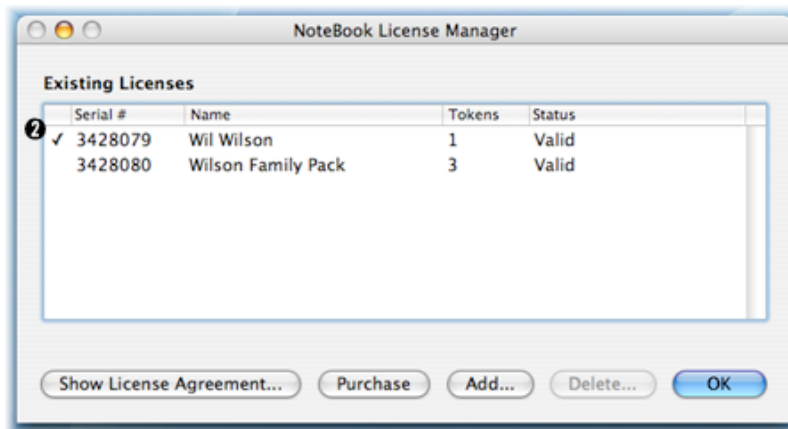 NoteBook License Manager
Existing Licenses
Serial # Name Tokens Status
2 ✓ 3428079 Wil Wilson 1 Valid
3428080 Wilson Family Pack 3 Valid
Show License Agreement... Purchase Add... Delete... OK